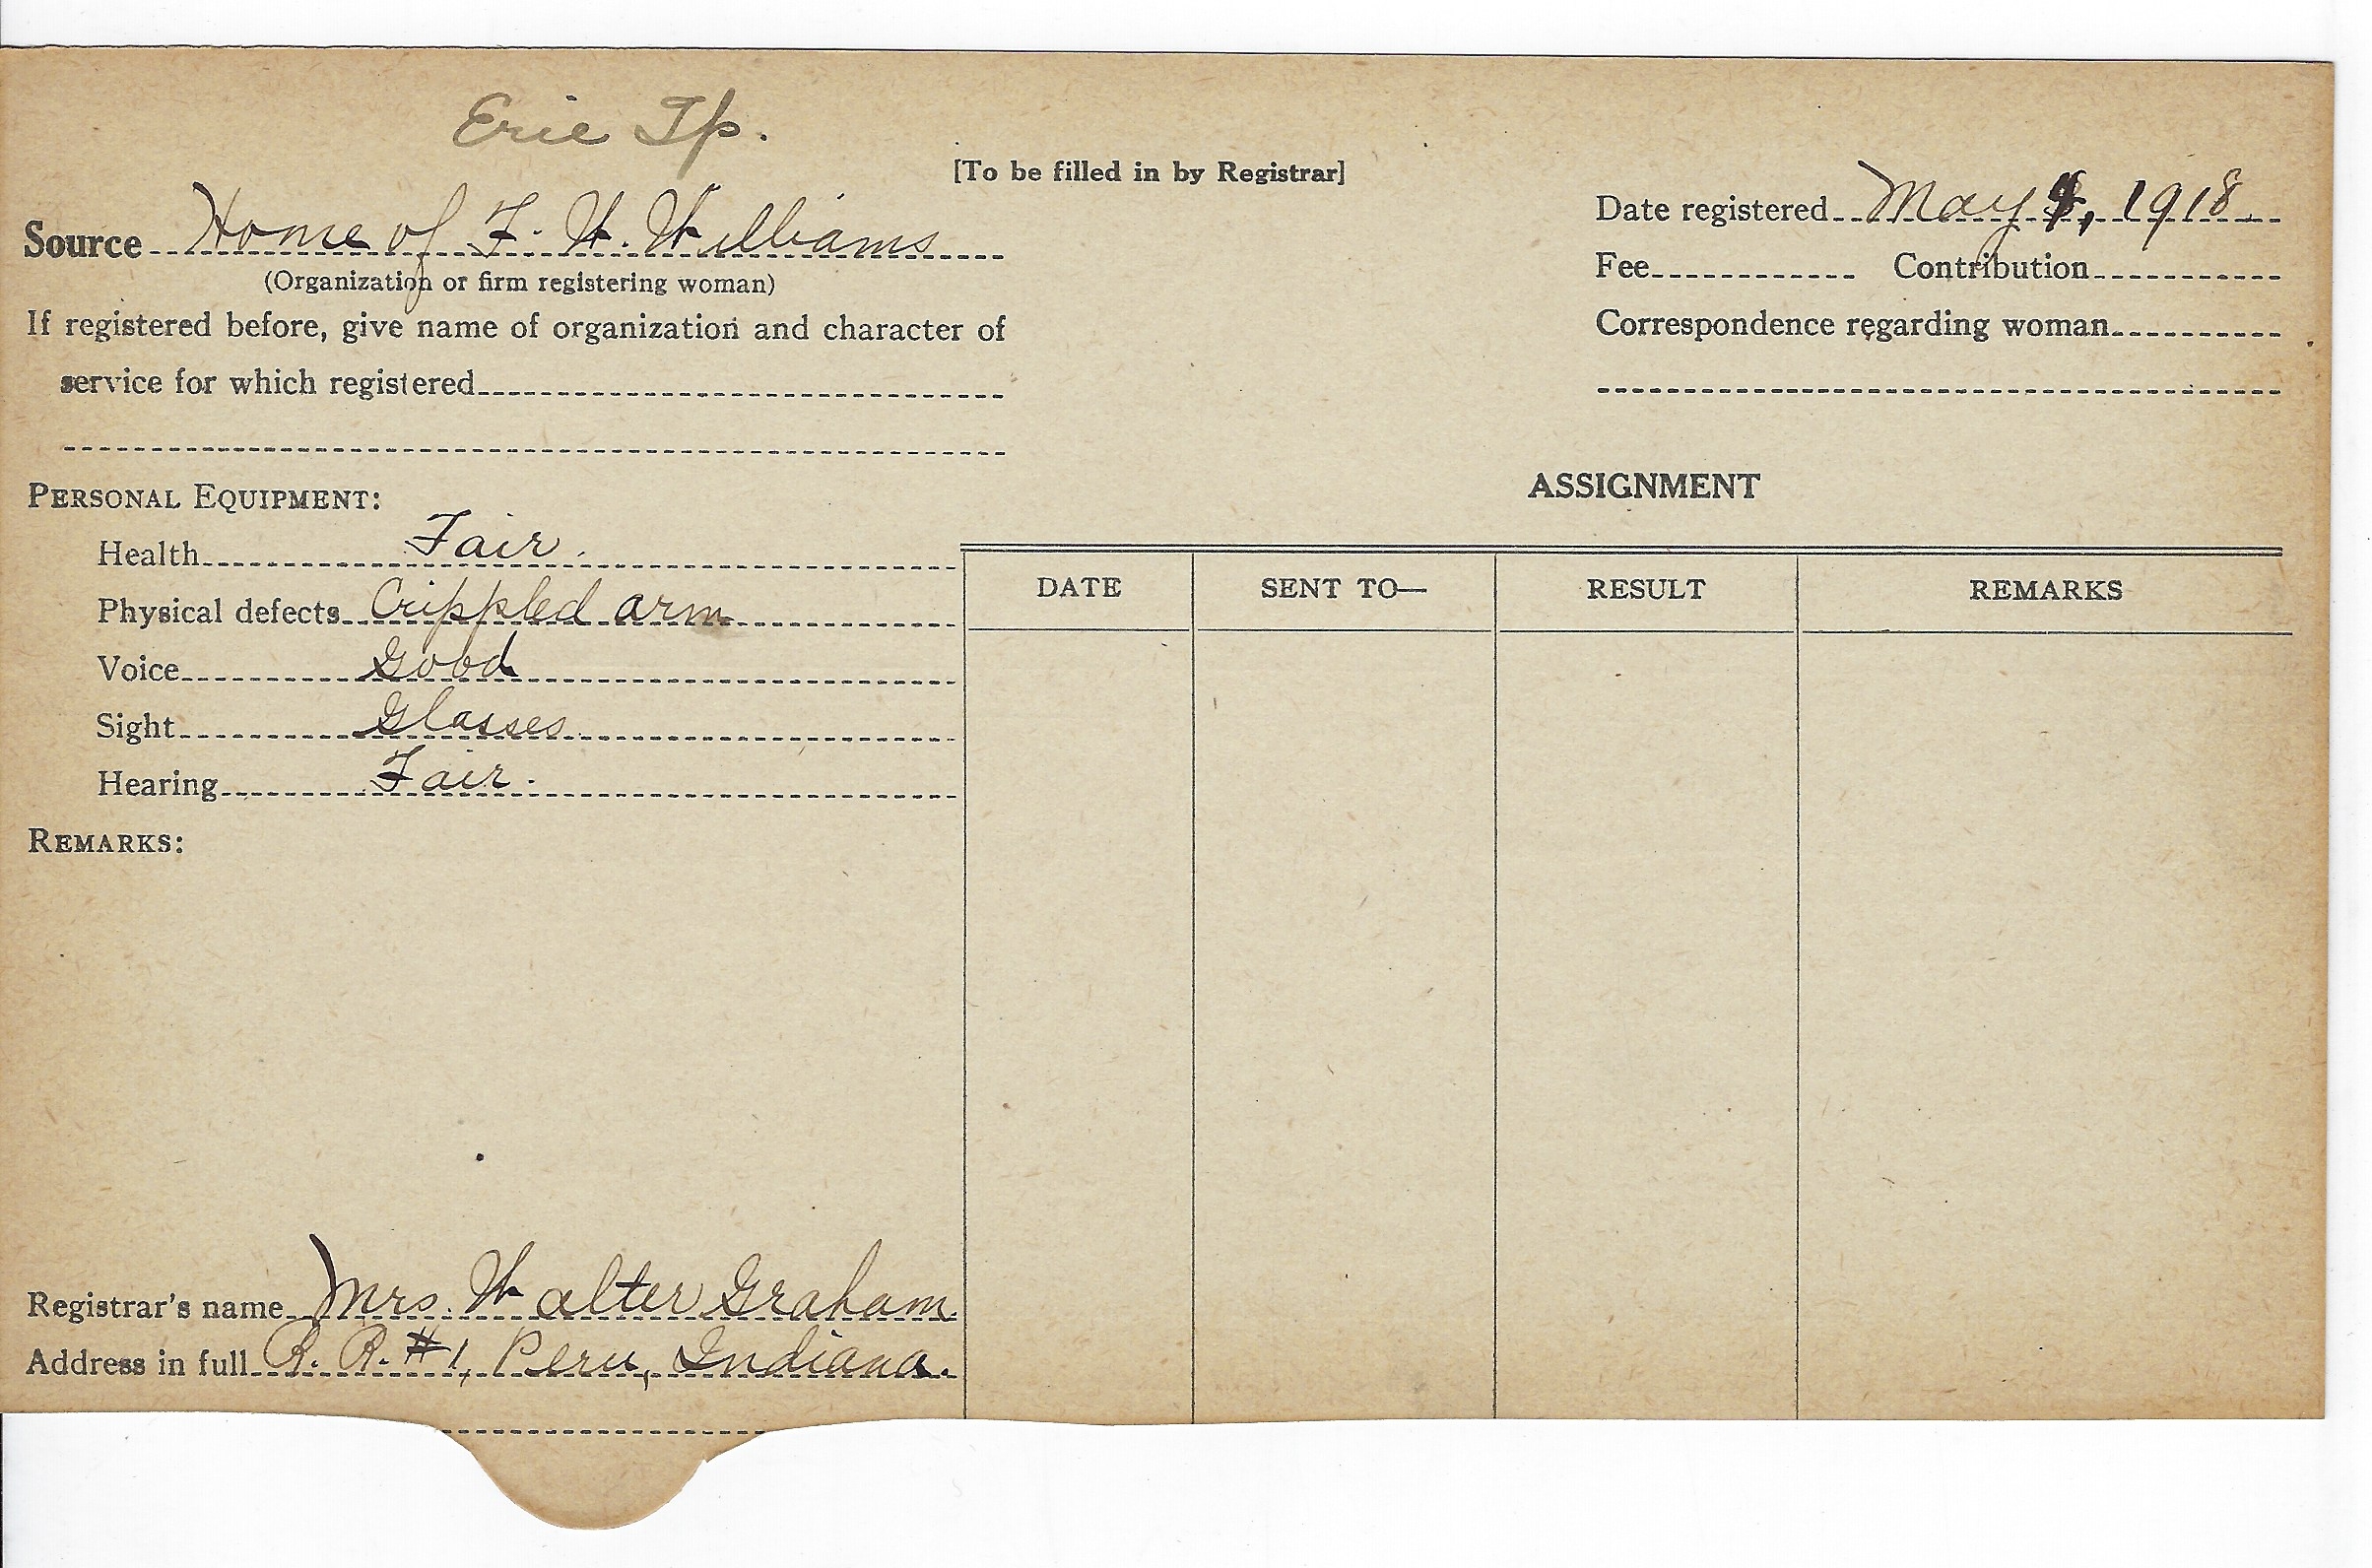 Erie Tp.
[To be filled in by Registrar]
Source Home of F. W. Williams
(Organization or firm registering woman)
If registered before, give name of organization and character of
service for which registered
Date registered May 1918.
Fee Contribution
Correspondence regarding woman
PERSONAL EQUIPMENT:
Health Fair.
Physical defects Crippled arm
Voice Good
Sight Glasses
Hearing Fair.
REMARKS:
Registrar's name Mrs. Walter Graham.
Address in full R. R. #1, Peru, Indiana.
ASSIGNMENT
DATE SENT TO— RESULT REMARKS